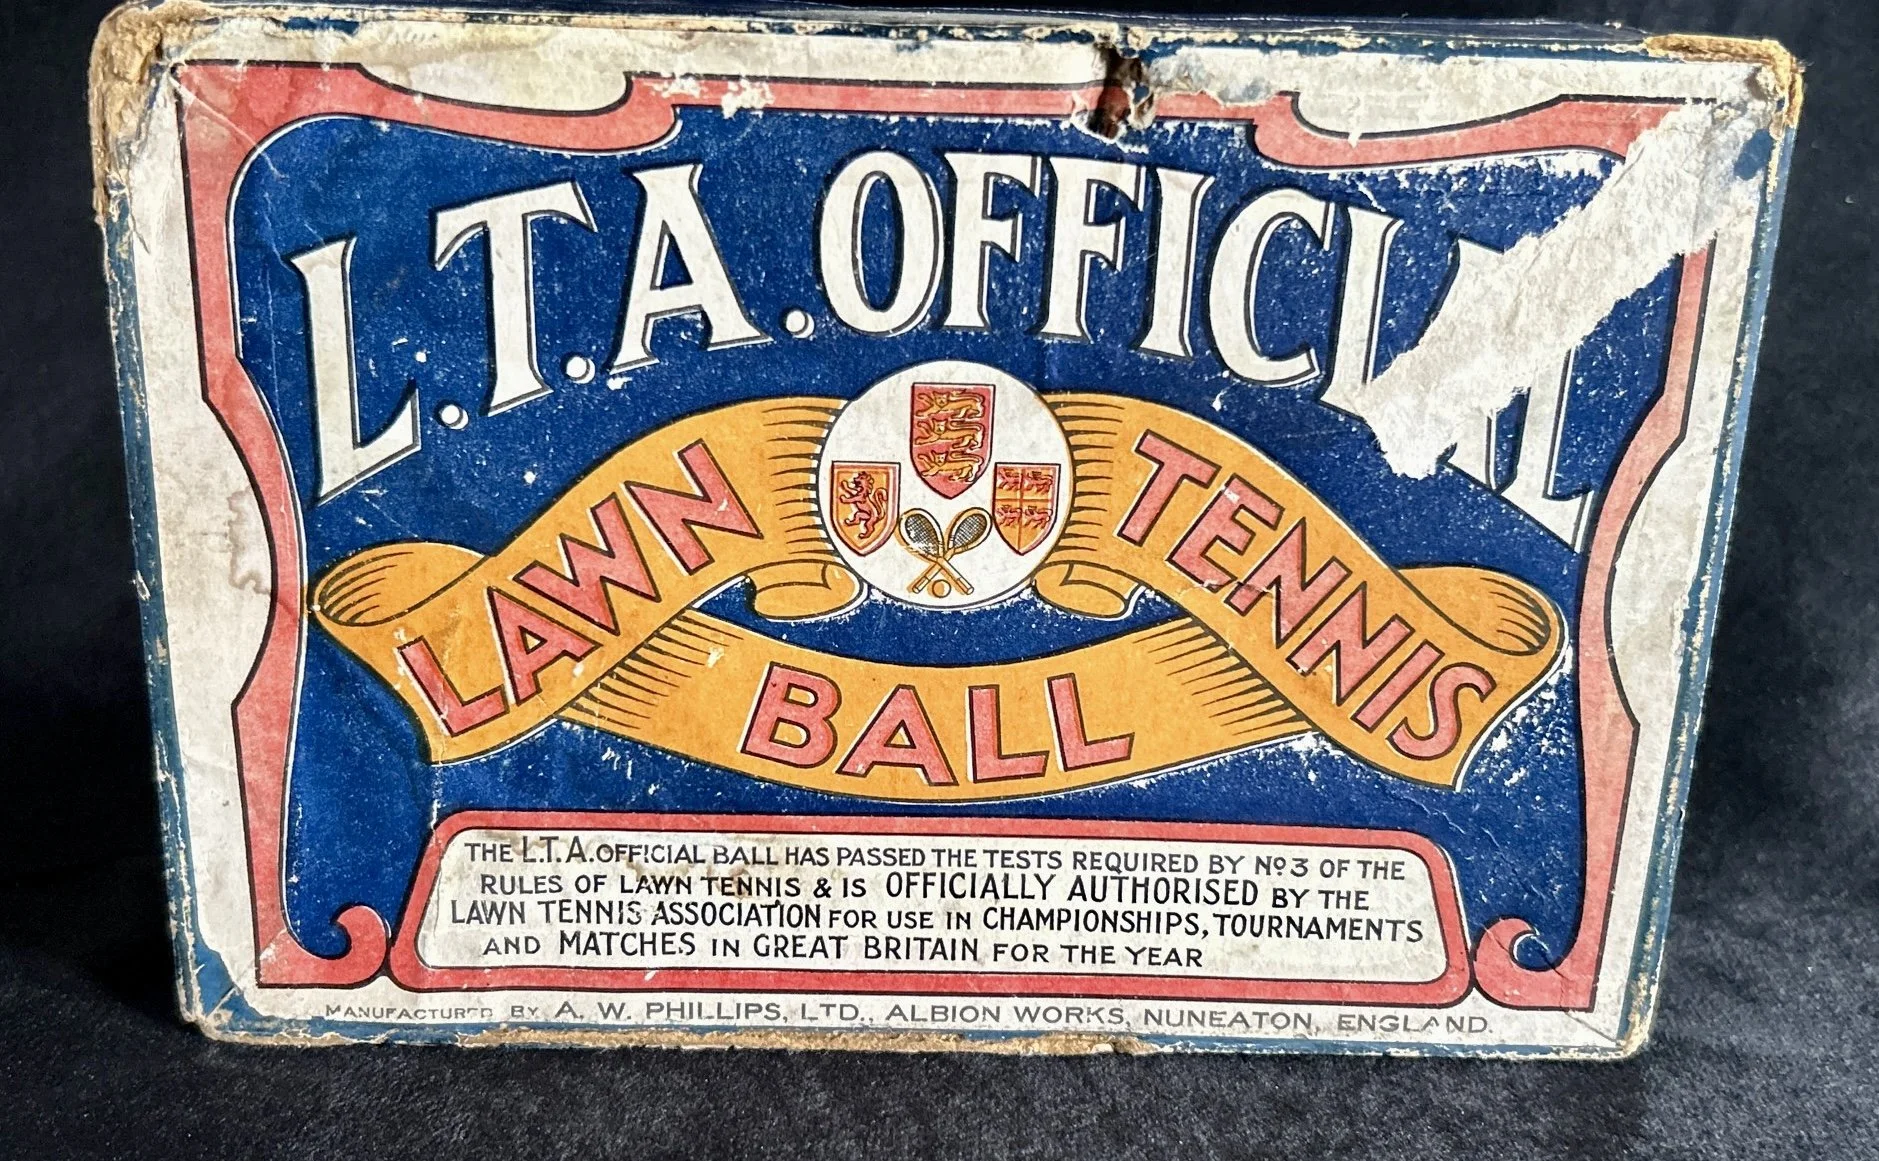 L.T.A. OFFICIAL
LAWN TENNIS
BALL
THE L.T.A. OFFICIAL BALL HAS PASSED THE TESTS REQUIRED BY No 3 OF THE
RULES OF LAWN TENNIS & IS OFFICIALLY AUTHORISED BY THE
LAWN TENNIS ASSOCIATION FOR USE IN CHAMPIONSHIPS, TOURNAMENTS
AND MATCHES IN GREAT BRITAIN FOR THE YEAR
MANUFACTURED BY A. W. PHILLIPS, LTD., ALBION WORKS, NUNEATON, ENGLAND.